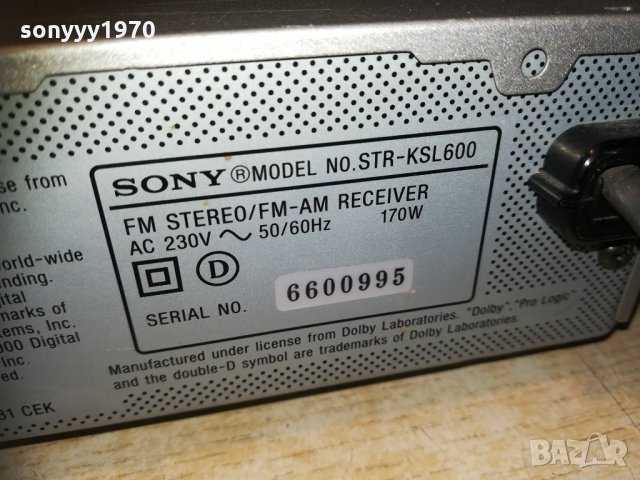 sonyyy1970
se from
nc.
orld-wide
ending.
igital
marks of
stems, Inc.
000 Digital
Inc.
ed.
31 CEK
SONY ® MODEL NO. STR-KSL600
FM STEREO/FM-AM RECEIVER
AC 230V ~ 50/60Hz 170W
D
SERIAL NO. 6600995
Manufactured under license from Dolby Laboratories. "Dolby", "Pro Logic"
and the double-D symbol are trademarks of Dolby Laboratories.
BAZAR